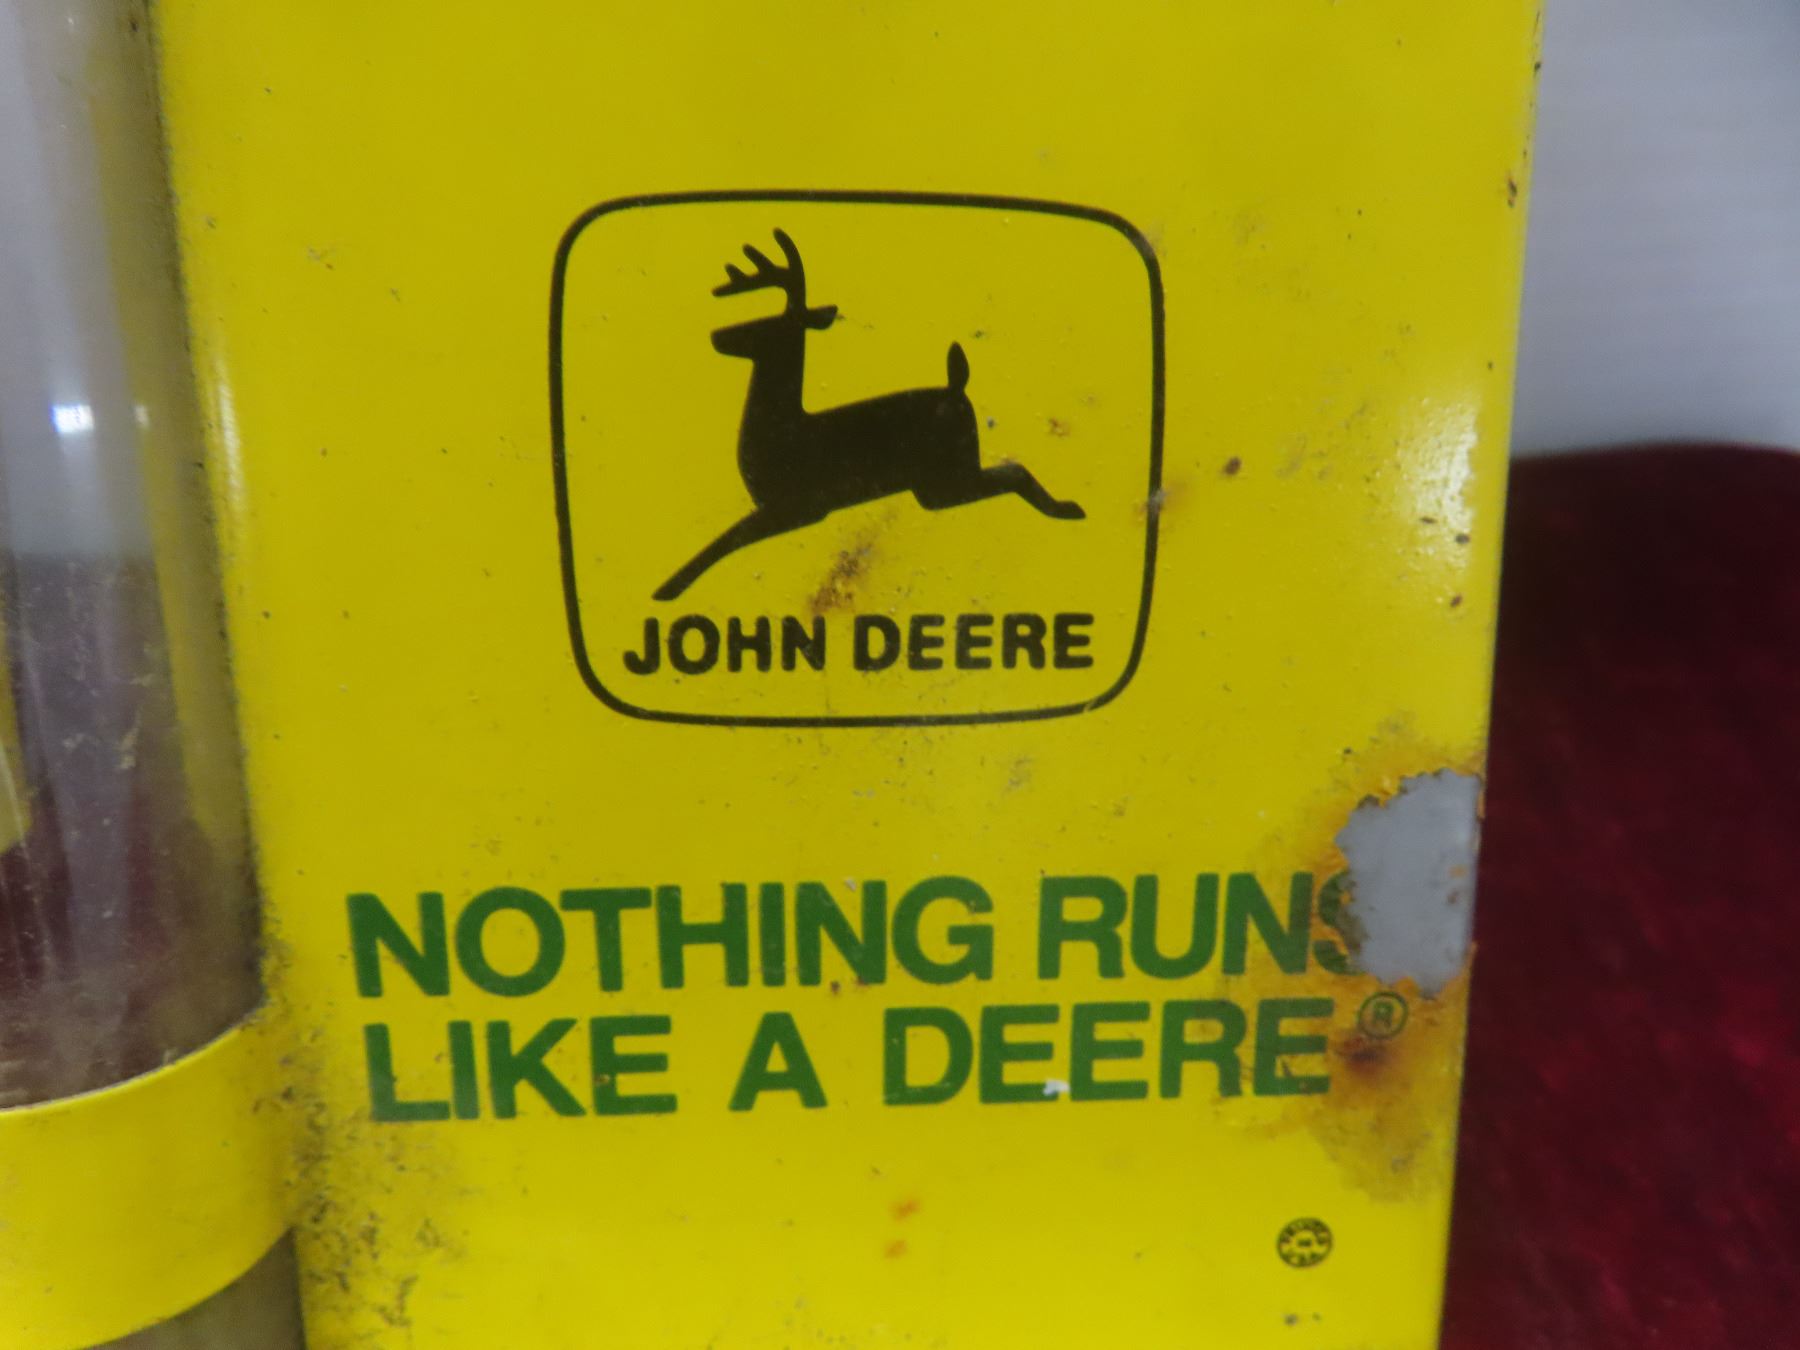 JOHN DEERE
NOTHING RUNS
LIKE A DEERE®